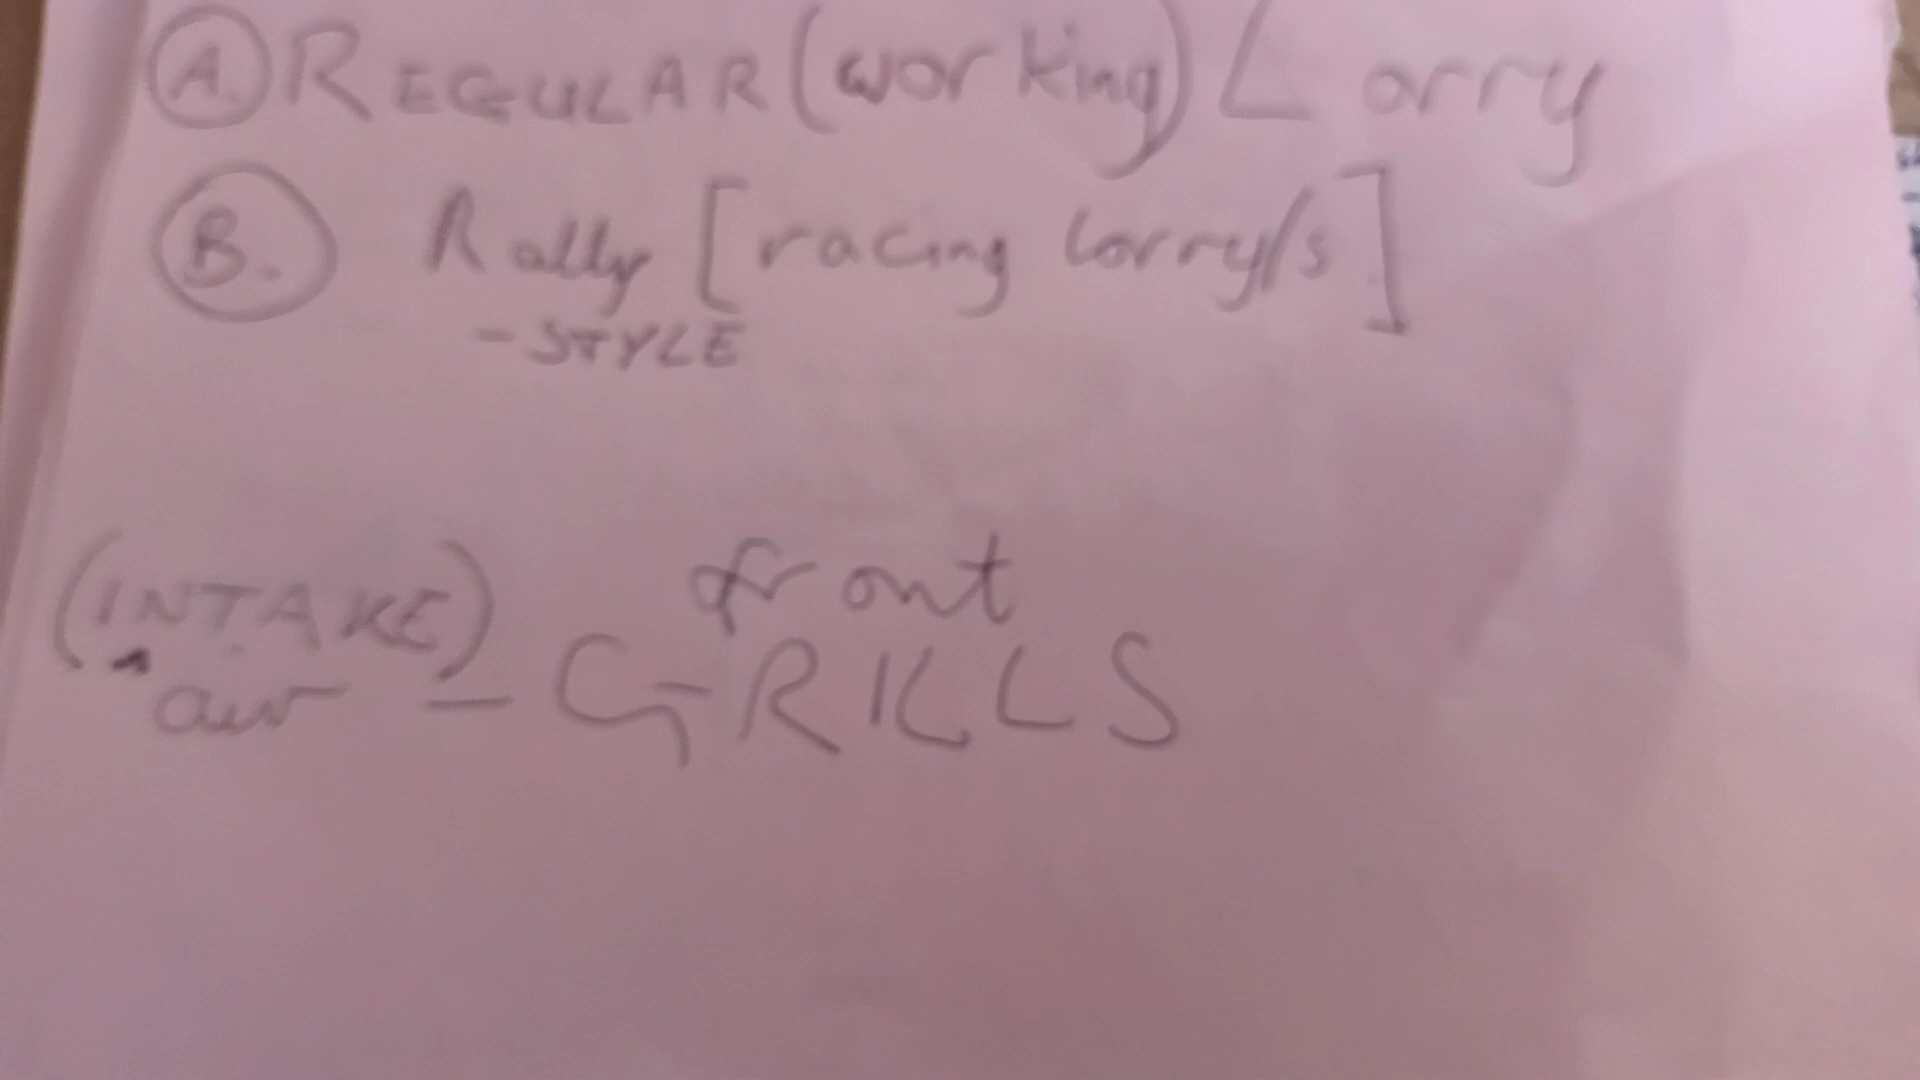 A. REGULAR (working) Lorry
B. Rally [racing lorry/s]
- STYLE
front
(INTAKE)
air - GRILLS